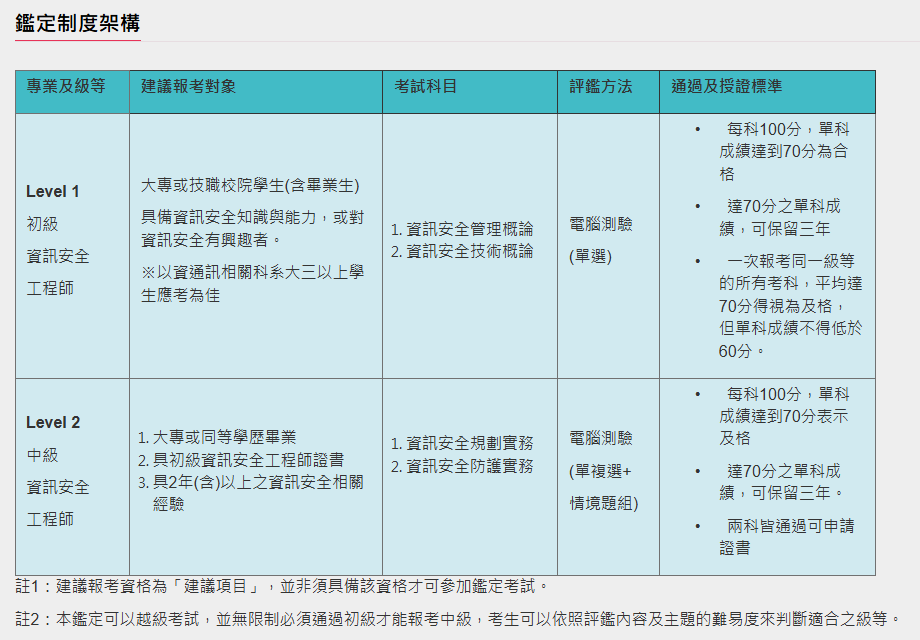 鑑定制度架構
專業及級等
建議報考對象
考試科目
評鑑方法
通過及授證標準
Level 1
初級
資訊安全
工程師
大專或技職校院學生(含畢業生)
具備資訊安全知識與能力，或對
資訊安全有興趣者。
※以資通訊相關科系大三以上學
生應考為佳
1. 資訊安全管理概論
2. 資訊安全技術概論
電腦測驗
(單選)
• 每科100分，單科
成績達到70分為合
格
• 達70分之單科成
績，可保留三年
• 一次報考同一級等
的所有考科，平均達
70分得視為及格，
但單科成績不得低於
60分。
Level 2
中級
資訊安全
工程師
1. 大專或同等學歷畢業
2. 具初級資訊安全工程師證書
3. 具2年(含)以上之資訊安全相關
經驗
1. 資訊安全規劃實務
2. 資訊安全防護實務
電腦測驗
(單複選+
情境題組)
• 每科100分，單科
成績達到70分表示
及格
• 達70分之單科成
績，可保留三年。
• 兩科皆通過可申請
證書
註1：建議報考資格為「建議項目」，並非須具備該資格才可參加鑑定考試。
註2：本鑑定可以越級考試，並無限制必須通過初級才能報考中級，考生可以依照評鑑內容及主題的難易度來判斷適合之級等。